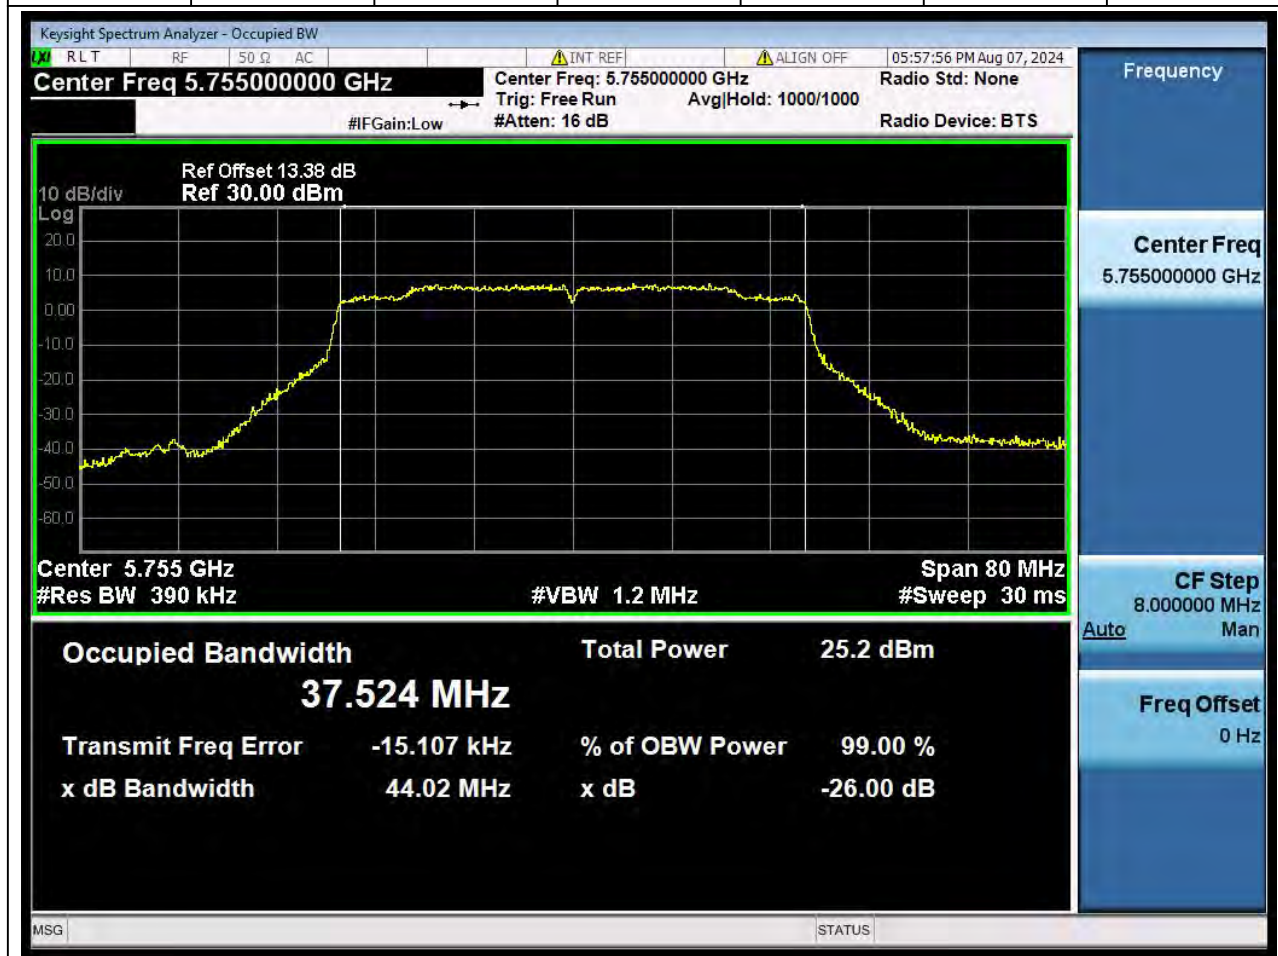 Keysight Spectrum Analyzer - Occupied BW
LXI RLT RF 50 Ω AC INT REF ALIGN OFF 05:57:56 PM Aug 07, 2024
Center Freq 5.755000000 GHz
Center Freq: 5.755000000 GHz Radio Std: None
Trig: Free Run Avg|Hold: 1000/1000
#IFGain:Low #Atten: 16 dB Radio Device: BTS
Ref Offset 13.38 dB
10 dB/div Ref 30.00 dBm
Log
20.0
10.0
0.00
-10.0
-20.0
-30.0
-40.0
-50.0
-60.0
Center 5.755 GHz Span 80 MHz
#Res BW 390 kHz #VBW 1.2 MHz #Sweep 30 ms
Occupied Bandwidth Total Power 25.2 dBm
37.524 MHz
Transmit Freq Error -15.107 kHz % of OBW Power 99.00 %
x dB Bandwidth 44.02 MHz x dB -26.00 dB
MSG STATUS
Frequency
Center Freq
5.755000000 GHz
CF Step
8.000000 MHz
Auto Man
Freq Offset
0 Hz